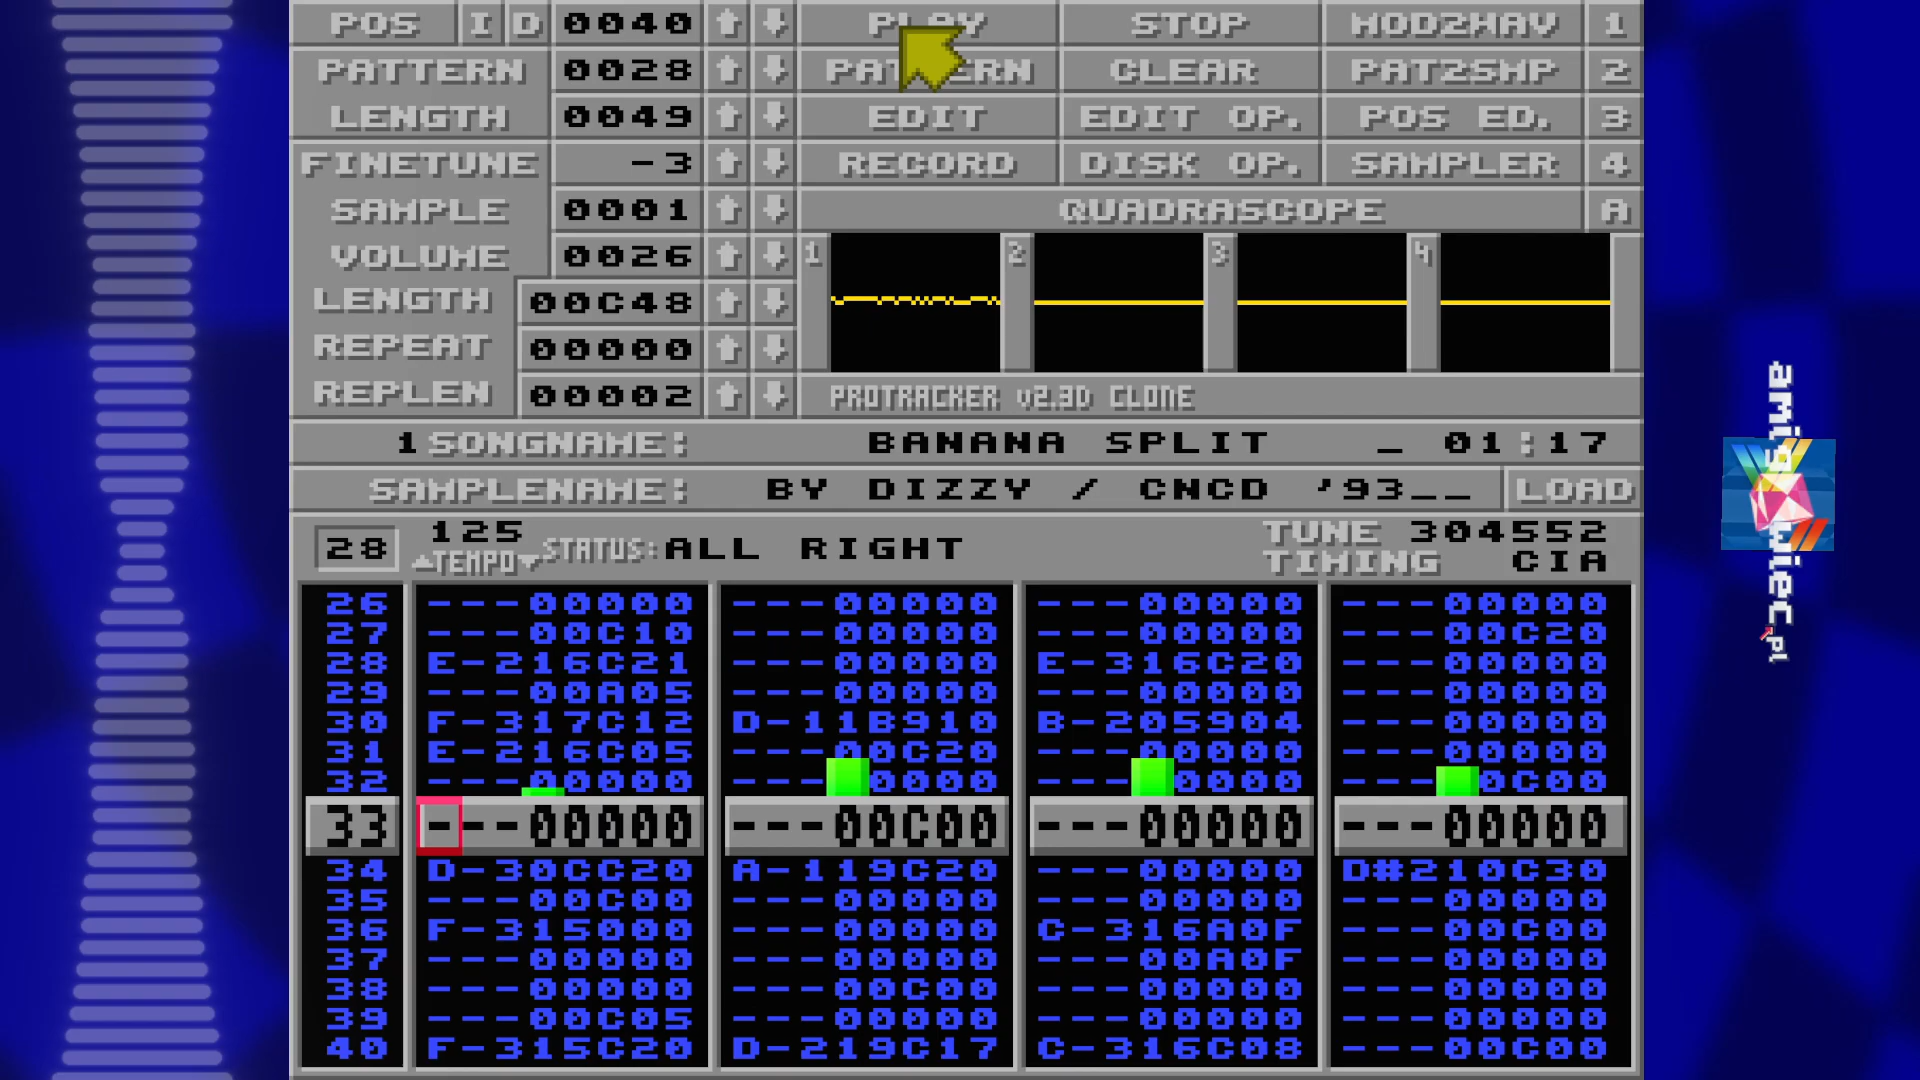 POS I D 0040 PLAY STOP MOD2WAV 1
PATTERN 0028 PATTERN CLEAR PAT2SMP 2
LENGTH 0049 EDIT EDIT OP. POS ED. 3
FINETUNE -3 RECORD DISK OP. SAMPLER 4
SAMPLE 0001 QUADRASCOPE A
VOLUME 0026 1 2 3 4
LENGTH 00C48
REPEAT 00000
REPLEN 00002 PROTRACKER v2.3D CLONE
1 SONGNAME: BANANA SPLIT _ 01:17
SAMPLENAME: BY DIZZY / CNCD '93__ LOAD
28 125 TEMPO STATUS: ALL RIGHT TUNE 304552
TIMING CIA
26 ---00000 ---00000 ---00000 ---00000
27 ---00C10 ---00000 ---00000 ---00C20
28 E-216C21 ---00000 E-316C20 ---00000
29 ---00A05 ---00000 ---00000 ---00000
30 F-317C12 D-11B910 B-205904 ---00000
31 E-216C05 ---00C20 ---00000 ---00000
32 ---00000 ---00000 ---00000 ---00C00
33 ---00000 ---00C00 ---00000 ---00000
34 D-30CC20 A-119C20 ---00000 D#210C30
35 ---00C00 ---00000 ---00000 ---00000
36 F-315000 ---00000 C-316A0F ---00C00
37 ---00000 ---00000 ---00A0F ---00000
38 ---00000 ---00C00 ---00000 ---00000
39 ---00C05 ---00000 ---00000 ---00000
40 F-315C20 D-219C17 C-316C08 ---00C00
amigowiec.pl